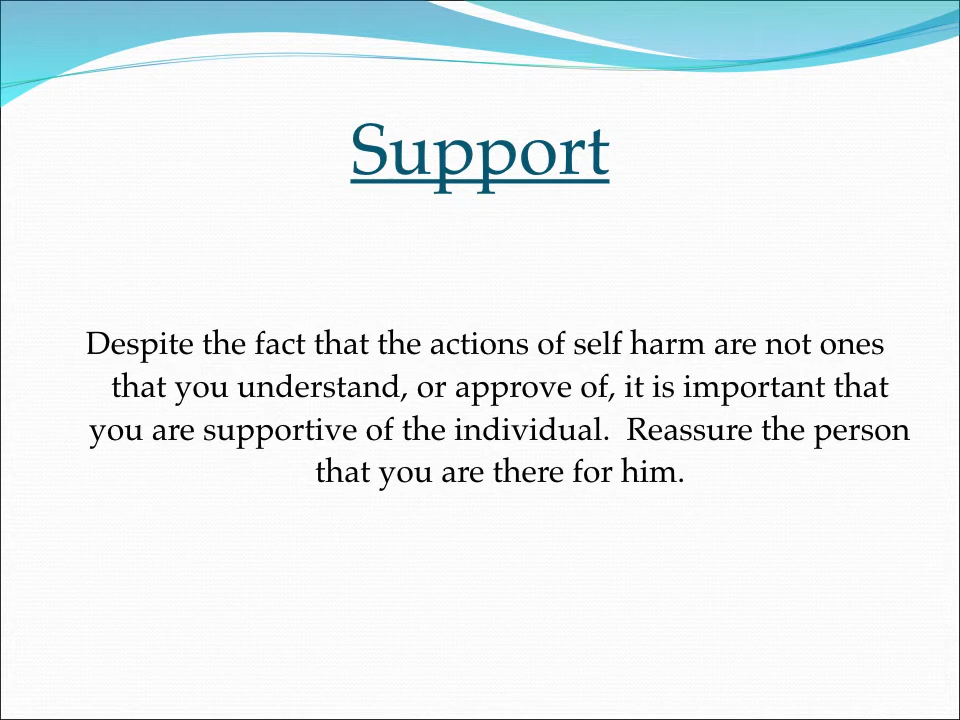 Support
Despite the fact that the actions of self harm are not ones
that you understand, or approve of, it is important that
you are supportive of the individual.  Reassure the person
that you are there for him.